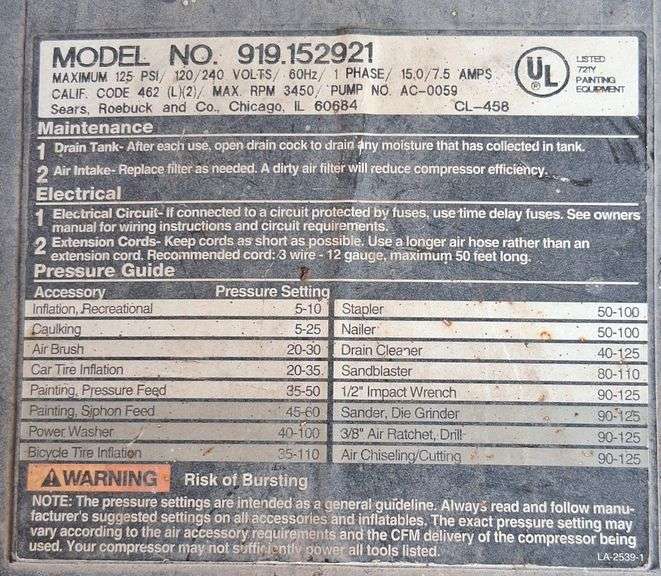 MODEL NO. 919.152921
MAXIMUM 125 PSI/ 120/240 VOLTS/ 60Hz/ 1 PHASE/ 15.0/7.5 AMPS
CALIF. CODE 462 (L)(2)/ MAX. RPM 3450/ PUMP NO. AC-0059
Sears, Roebuck and Co., Chicago, IL 60684 CL-458
UL ®
LISTED
721Y
PAINTING
EQUIPMENT
Maintenance
1 Drain Tank- After each use, open drain cock to drain any moisture that has collected in tank.
2 Air Intake- Replace filter as needed. A dirty air filter will reduce compressor efficiency.
Electrical
1 Electrical Circuit- If connected to a circuit protected by fuses, use time delay fuses. See owners
manual for wiring instructions and circuit requirements.
2 Extension Cords- Keep cords as short as possible. Use a longer air hose rather than an
extension cord. Recommended cord: 3 wire - 12 gauge, maximum 50 feet long.
Pressure Guide
Accessory Pressure Setting
Inflation, Recreational 5-10
Caulking 5-25
Air Brush 20-30
Car Tire Inflation 20-35
Painting, Pressure Feed 35-50
Painting, Siphon Feed 45-60
Power Washer 40-100
Bicycle Tire Inflation 35-110
Stapler 50-100
Nailer 50-100
Drain Cleaner 40-125
Sandblaster 80-110
1/2" Impact Wrench 90-125
Sander, Die Grinder 90-125
3/8" Air Ratchet, Drill 90-125
Air Chiseling/Cutting 90-125
WARNING Risk of Bursting
NOTE: The pressure settings are intended as a general guideline. Always read and follow manu-
facturer's suggested settings on all accessories and inflatables. The exact pressure setting may
vary according to the air accessory requirements and the CFM delivery of the compressor being
used. Your compressor may not sufficiently power all tools listed.
LA-2539-1